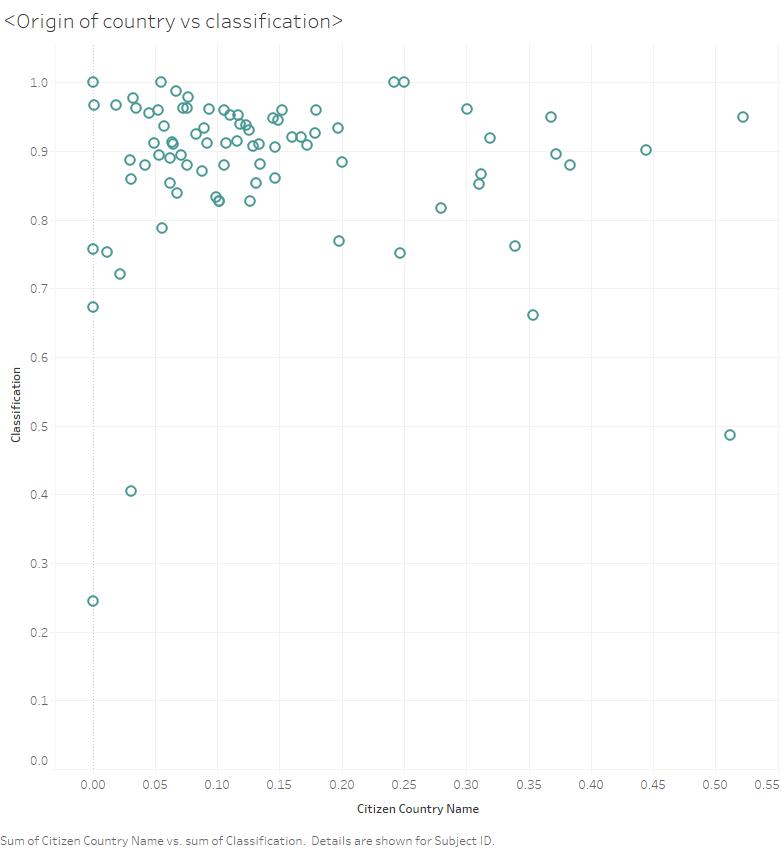 <Origin of country vs classification>
1.0
0.9
0.8
0.7
0.6
0.5
0.4
0.3
0.2
0.1
0.0
Classification
0.00 0.05 0.10 0.15 0.20 0.25 0.30 0.35 0.40 0.45 0.50 0.55
Citizen Country Name
Sum of Citizen Country Name vs. sum of Classification. Details are shown for Subject ID.